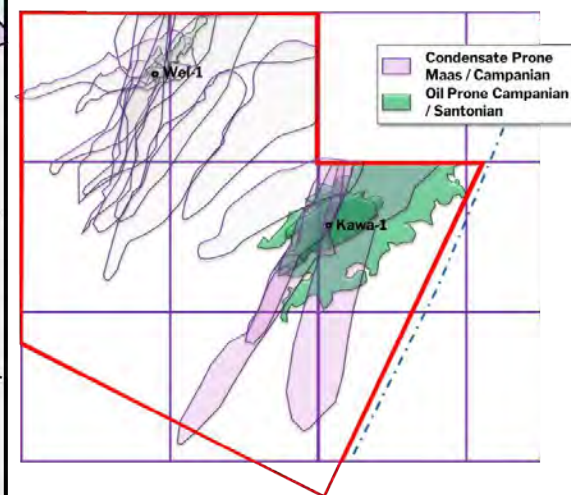 Wei-1
Condensate Prone
Maas / Campanian
Oil Prone Campanian
/ Santonian
Kawa-1